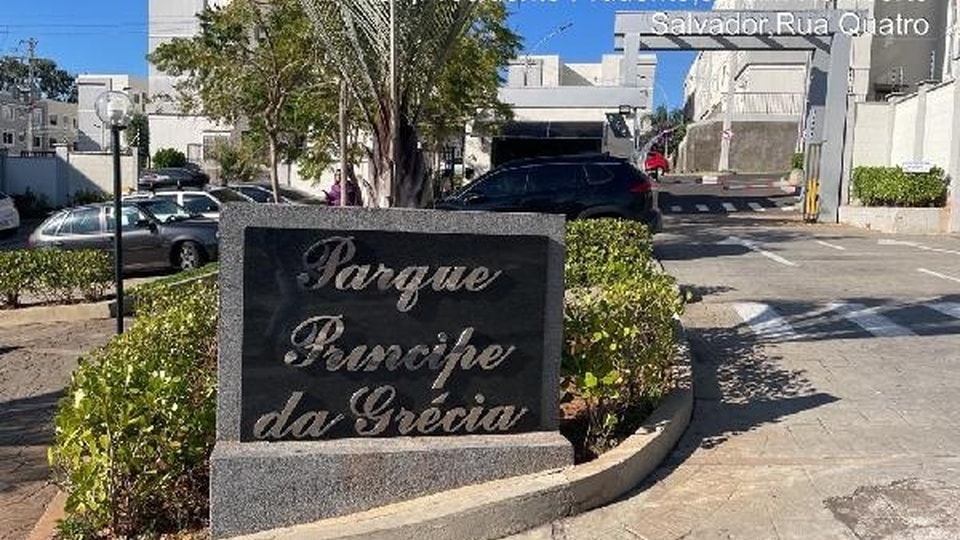 Salvador,Rua Quatro
Parque
Principe
da Grécia